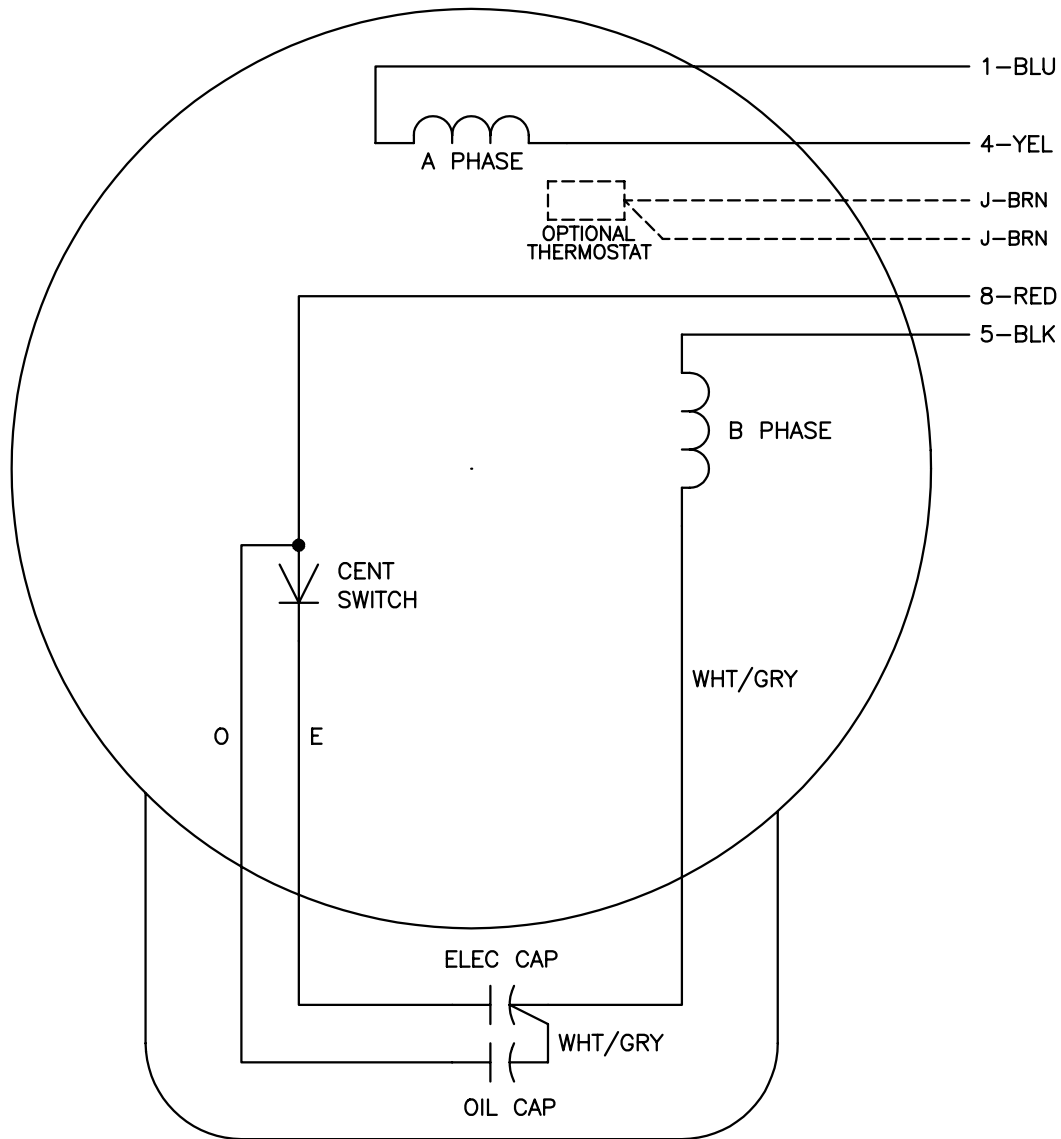 1-BLU
4-YEL
A PHASE
J-BRN
OPTIONAL
THERMOSTAT
J-BRN
8-RED
5-BLK
B PHASE
CENT
SWITCH
WHT/GRY
O
E
ELEC CAP
WHT/GRY
OIL CAP